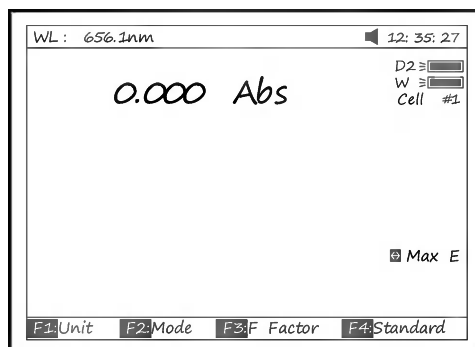 WL: 656.1nm 12: 35: 27
0.000 Abs
D2
W
Cell #1
Max E
F1:Unit F2:Mode F3:F Factor F4:Standard